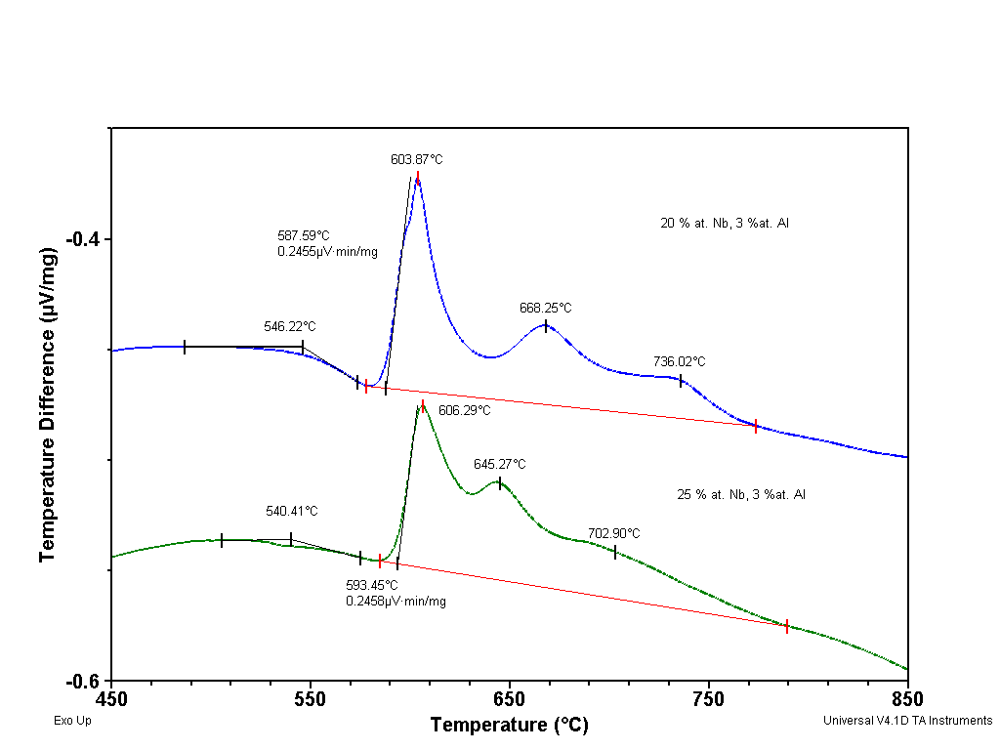 603.87°C
20 % at. Nb, 3 %at. Al
-0.4
587.59°C
0.2455µV·min/mg
668.25°C
546.22°C
736.02°C
606.29°C
645.27°C
25 % at. Nb, 3 %at. Al
540.41°C
702.90°C
593.45°C
0.2458µV·min/mg
Temperature Difference (µV/mg)
-0.6
450 550 650 750 850
Temperature (°C)
Exo Up
Universal V4.1D TA Instruments